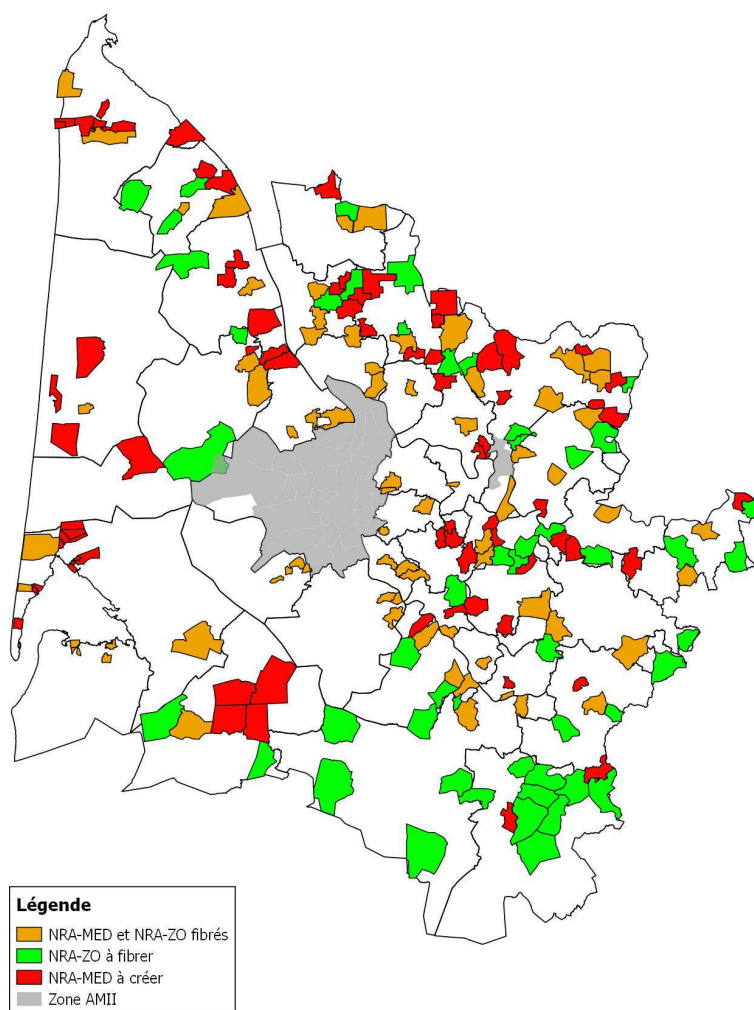 Légende
NRA-MED et NRA-ZO fibrés
NRA-ZO à fibrer
NRA-MED à créer
Zone AMII